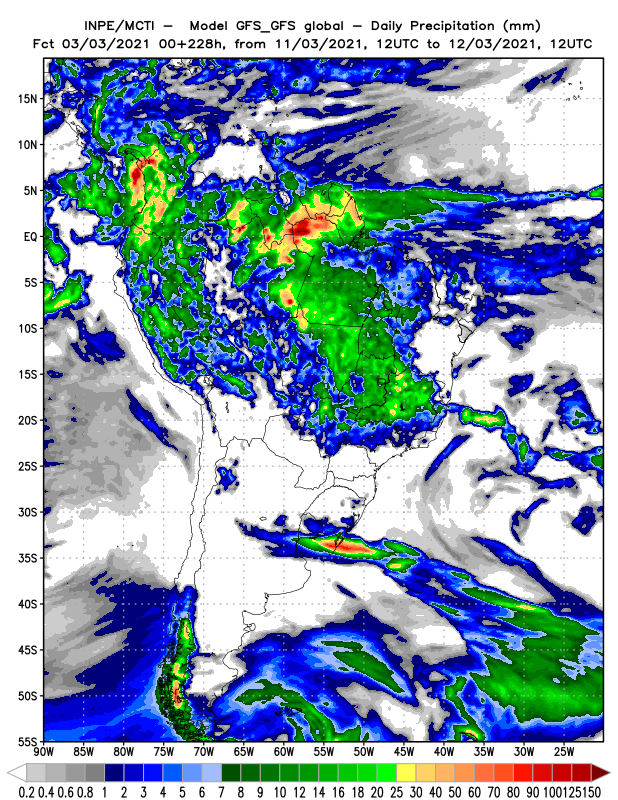 INPE/MCTI – Model GFS_GFS global – Daily Precipitation (mm)
Fct 03/03/2021 00+228h, from 11/03/2021, 12UTC to 12/03/2021, 12UTC
15N
10N
5N
EQ
5S
10S
15S
20S
25S
30S
35S
40S
45S
50S
55S
90W 85W 80W 75W 70W 65W 60W 55W 50W 45W 40W 35W 30W 25W
0.2 0.4 0.6 0.8 1 2 3 4 5 6 7 8 9 10 12 14 16 18 20 25 30 40 50 60 70 80 90 100 125 150